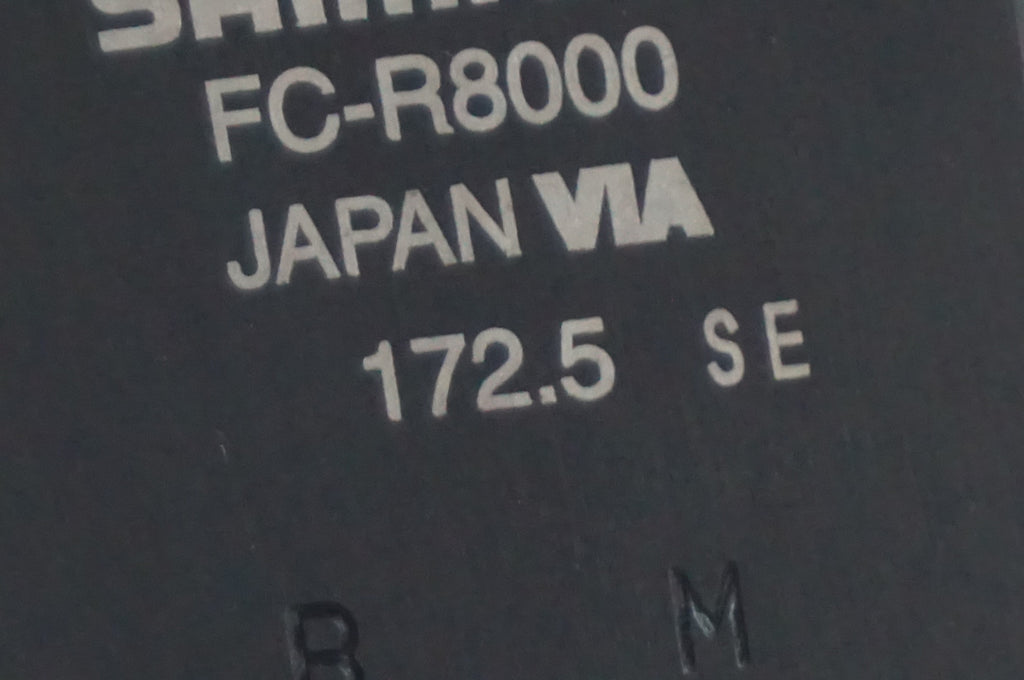 FC-R8000
JAPAN VIA
172.5 SE
R M